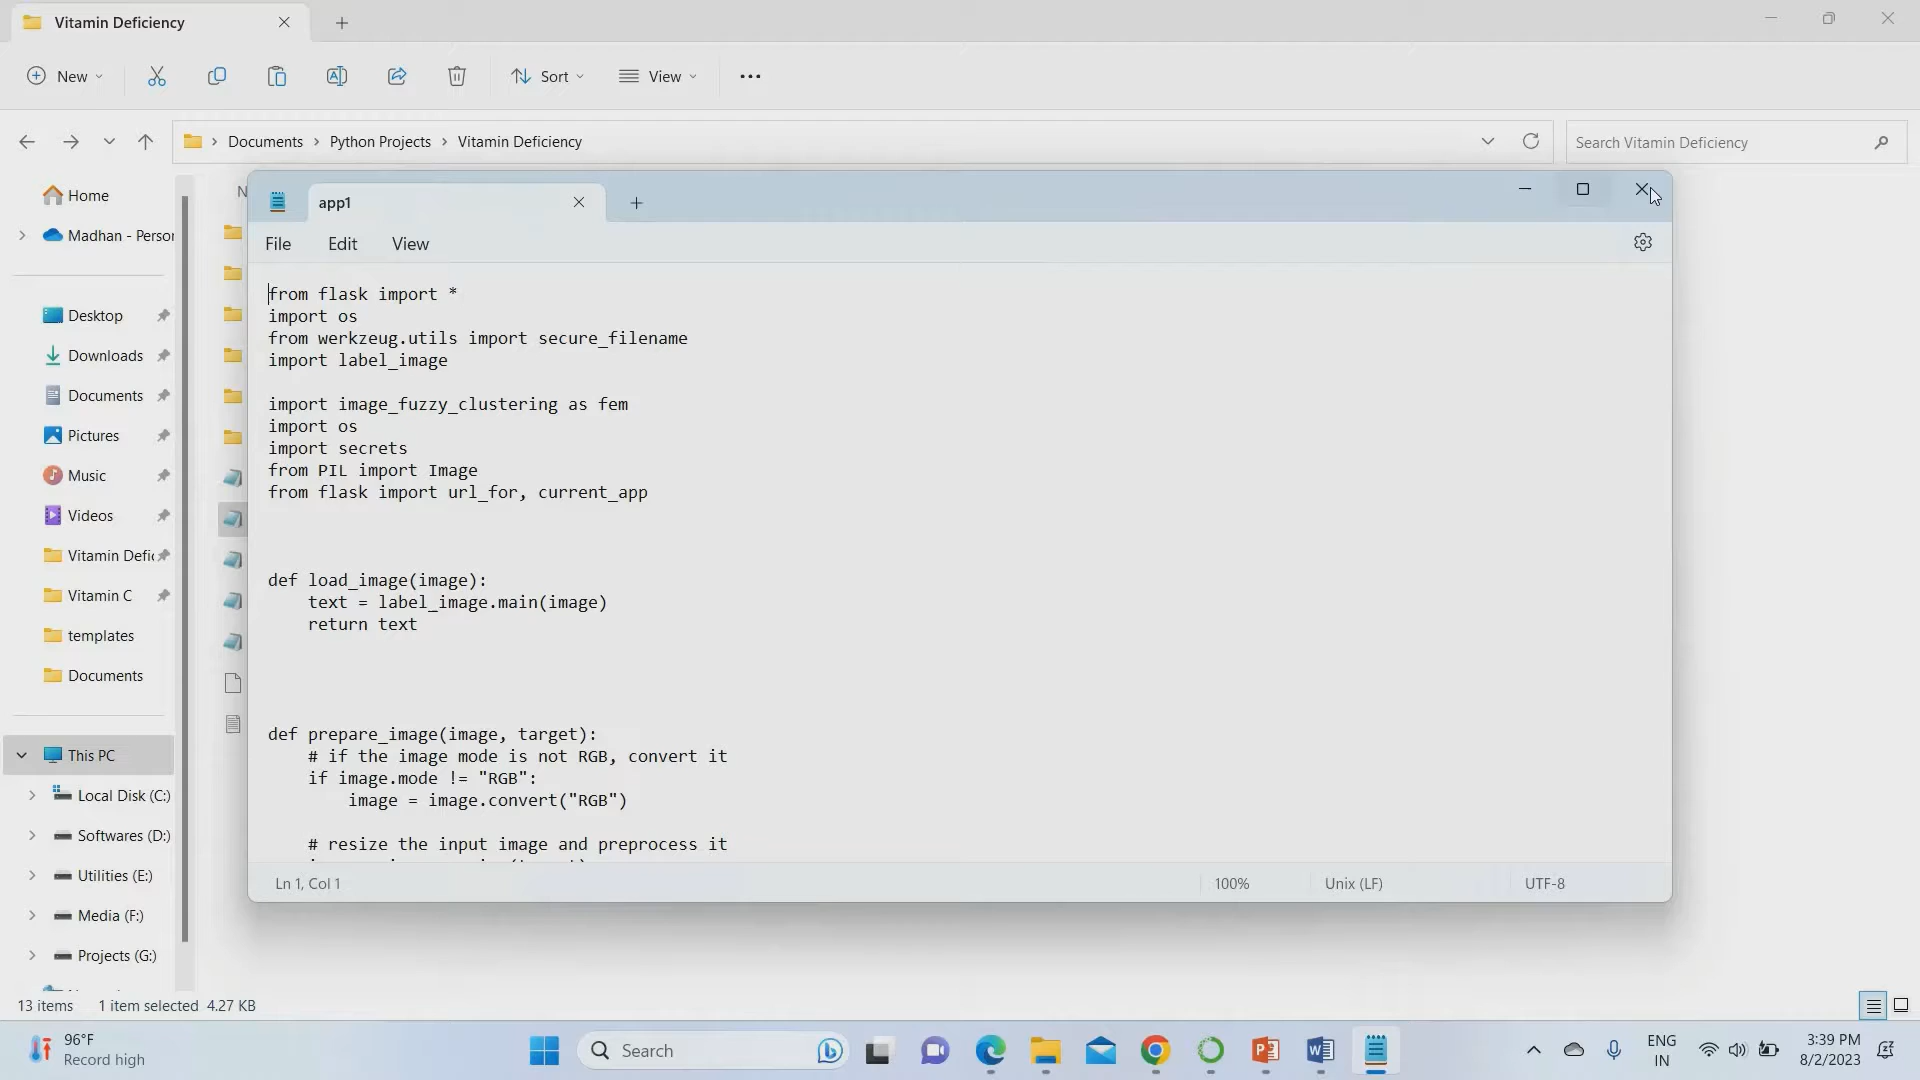 Vitamin Deficiency
New
Sort
View
Documents
Python Projects
Vitamin Deficiency
Search Vitamin Deficiency
Home
Madhan - Person
Desktop
Downloads
Documents
Pictures
Music
Videos
Vitamin Defic
Vitamin C
templates
Documents
This PC
Local Disk (C:)
Softwares (D:)
Utilities (E:)
Media (F:)
Projects (G:)
N
app1
File
Edit
View
from flask import *
import os
from werkzeug.utils import secure_filename
import label_image
import image_fuzzy_clustering as fem
import os
import secrets
from PIL import Image
from flask import url_for, current_app
def load_image(image):
text = label_image.main(image)
return text
def prepare_image(image, target):
# if the image mode is not RGB, convert it
if image.mode != "RGB":
image = image.convert("RGB")
# resize the input image and preprocess it
Ln 1, Col 1
100%
Unix (LF)
UTF-8
13 items
1 item selected 4.27 KB
96°F
Record high
Search
ENG
IN
3:39 PM
8/2/2023